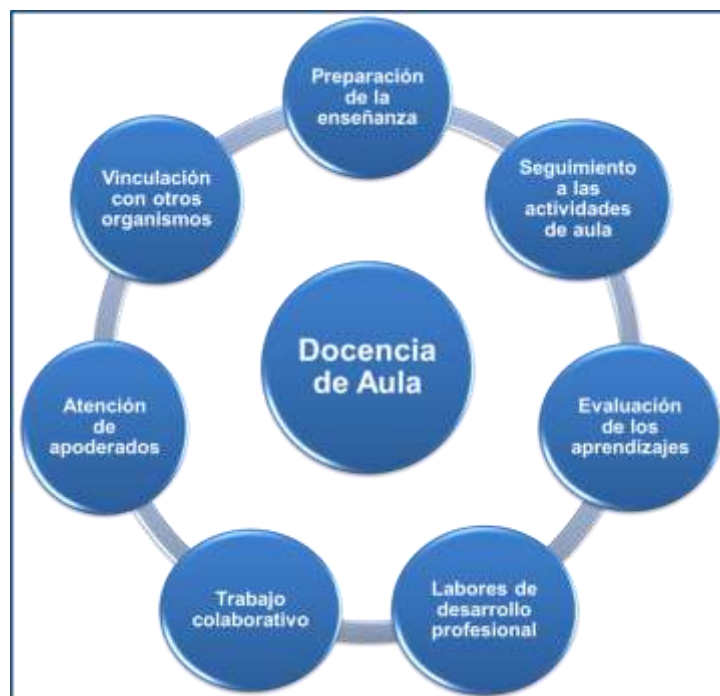 Preparación
de la
enseñanza
Seguimiento
a las
actividades
de aula
Evaluación
de los
aprendizajes
Labores de
desarrollo
profesional
Trabajo
colaborativo
Atención
de
apoderados
Vinculación
con otros
organismos
Docencia
de Aula